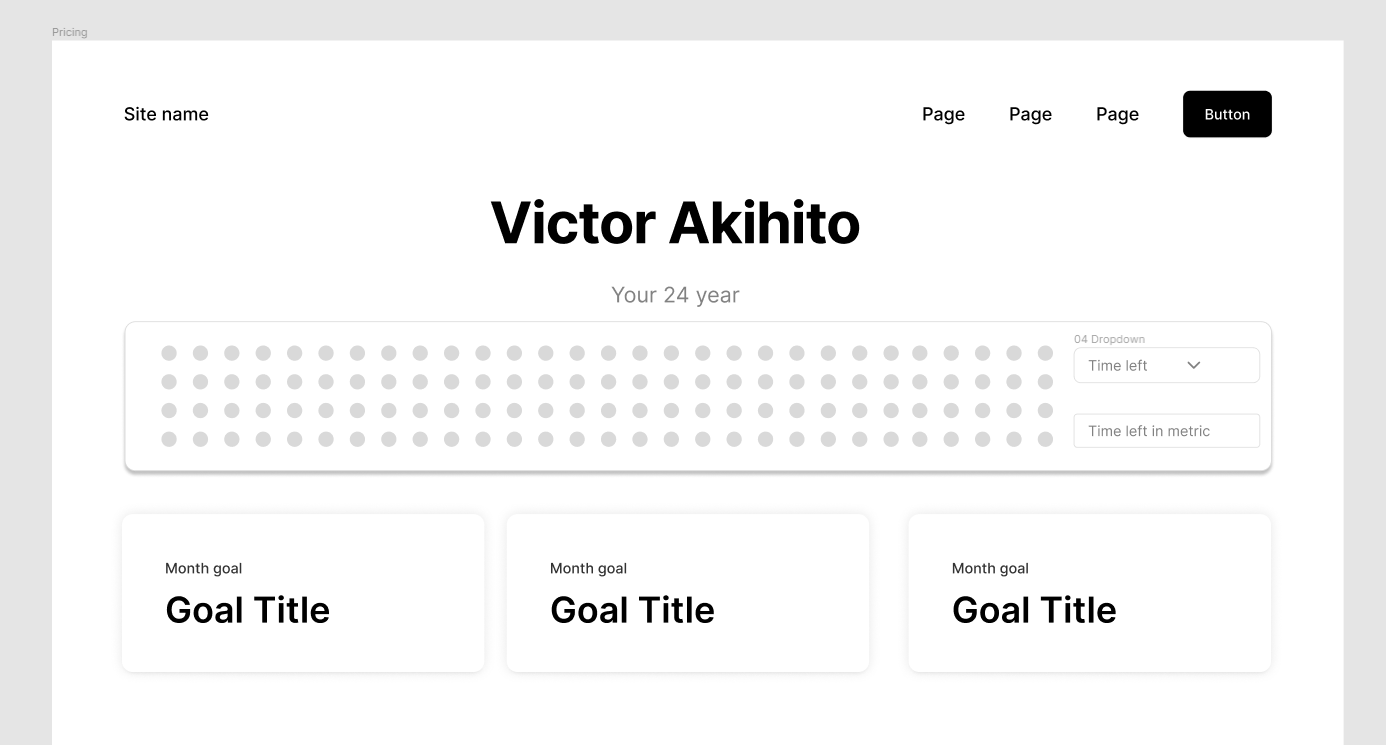 Pricing
Site name
Page
Page
Page
Button
Victor Akihito
Your 24 year
04 Dropdown
Time left
Time left in metric
Month goal
Goal Title
Month goal
Goal Title
Month goal
Goal Title